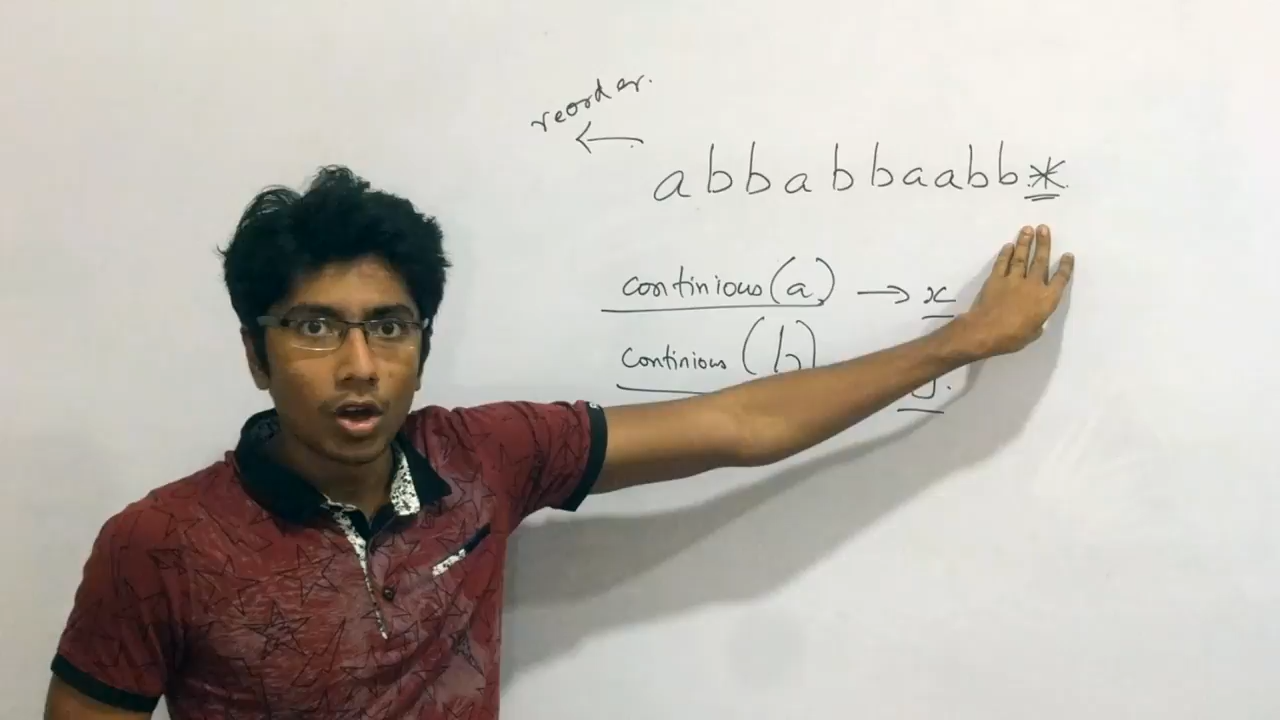 reorder.
←
abbabbaabb*
continious(a) → x
continious (b)